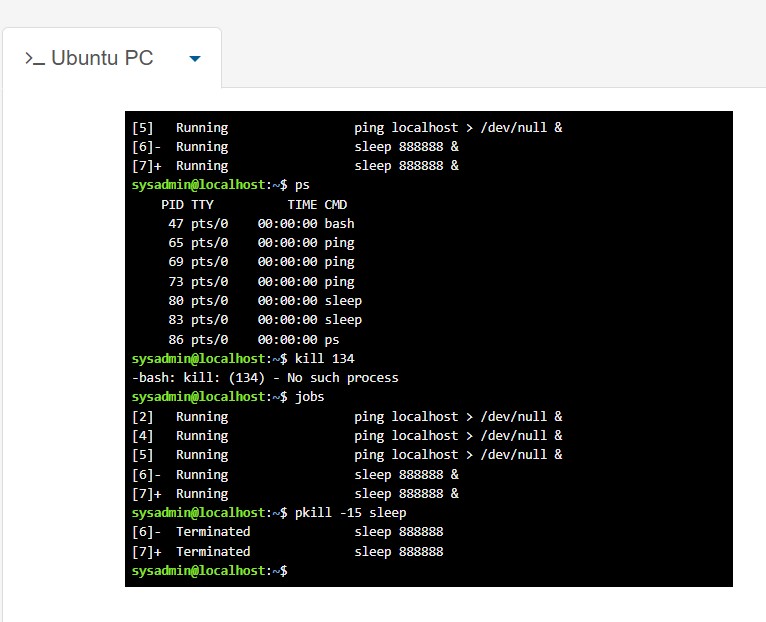 >_ Ubuntu PC
[5]   Running                 ping localhost > /dev/null &
[6]-  Running                 sleep 888888 &
[7]+  Running                 sleep 888888 &
sysadmin@localhost:~$ ps
    PID TTY          TIME CMD
     47 pts/0    00:00:00 bash
     65 pts/0    00:00:00 ping
     69 pts/0    00:00:00 ping
     73 pts/0    00:00:00 ping
     80 pts/0    00:00:00 sleep
     83 pts/0    00:00:00 sleep
     86 pts/0    00:00:00 ps
sysadmin@localhost:~$ kill 134
-bash: kill: (134) - No such process
sysadmin@localhost:~$ jobs
[2]   Running                 ping localhost > /dev/null &
[4]   Running                 ping localhost > /dev/null &
[5]   Running                 ping localhost > /dev/null &
[6]-  Running                 sleep 888888 &
[7]+  Running                 sleep 888888 &
sysadmin@localhost:~$ pkill -15 sleep
[6]-  Terminated              sleep 888888
[7]+  Terminated              sleep 888888
sysadmin@localhost:~$